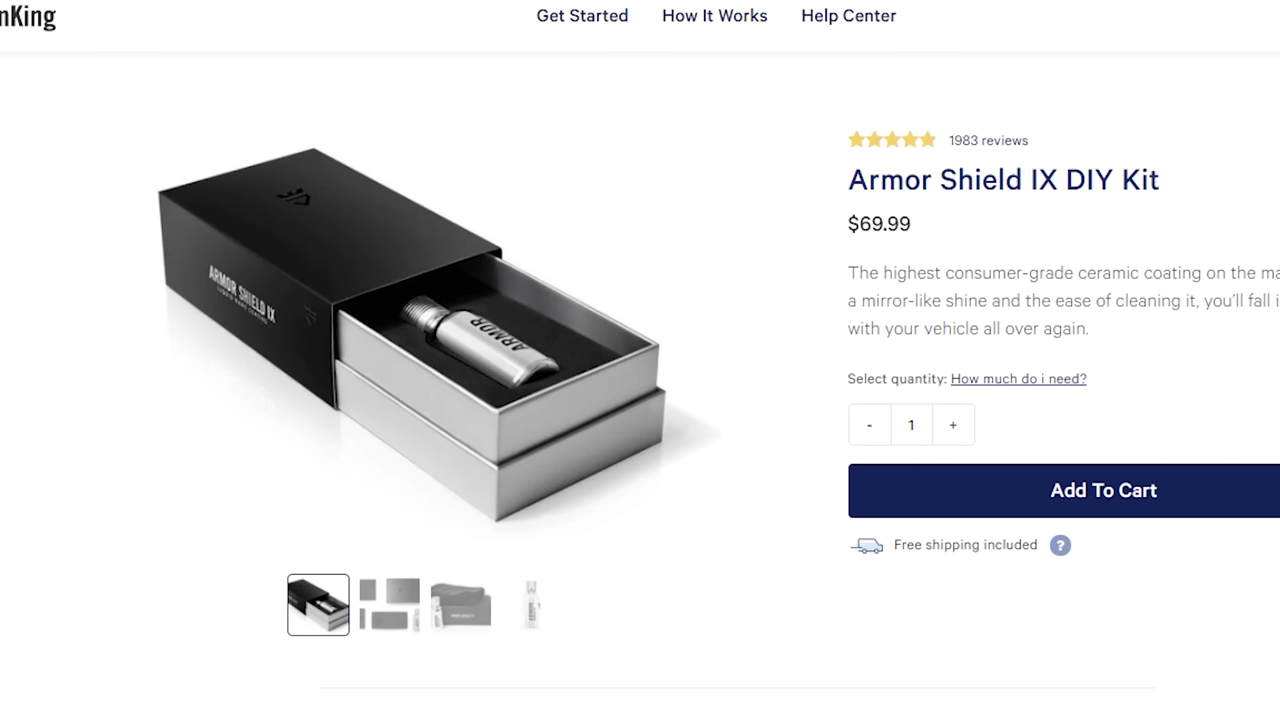 nKing
Get Started
How It Works
Help Center
1983 reviews
Armor Shield IX DIY Kit
$69.99
The highest consumer-grade ceramic coating on the ma
a mirror-like shine and the ease of cleaning it, you'll fall i
with your vehicle all over again.
Select quantity: How much do i need?
- 1 +
Add To Cart
Free shipping included ?
ARMOR SHIELD IX
ARMOR